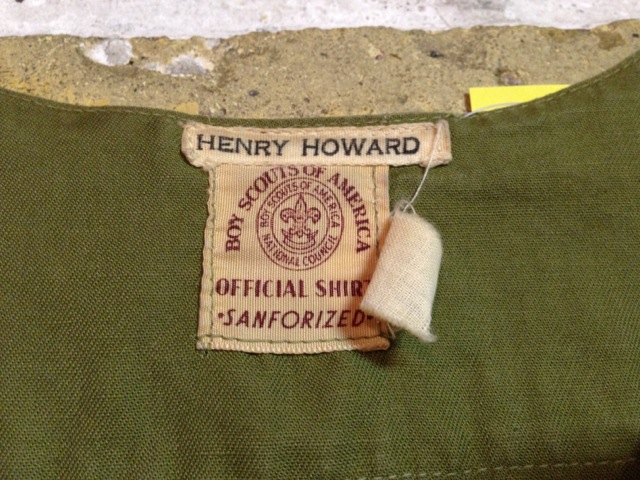 HENRY HOWARD
BOY SCOUTS OF AMERICA
BOY SCOUTS OF AMERICA
NATIONAL COUNCIL
OFFICIAL SHIRT
•SANFORIZED•